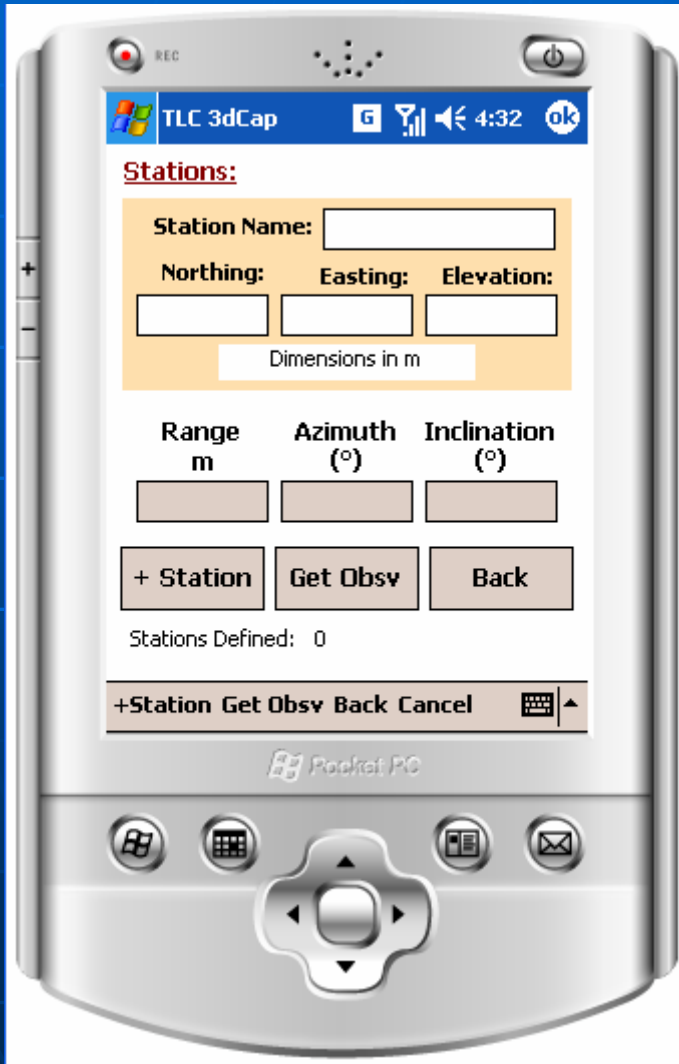 REC
TLC 3dCap G 4:32 ok
Stations:
Station Name:
Northing: Easting: Elevation:
Dimensions in m
Range Azimuth Inclination
m (°) (°)
+ Station Get Obsv Back
Stations Defined: 0
+Station Get Obsv Back Cancel
Pocket PC